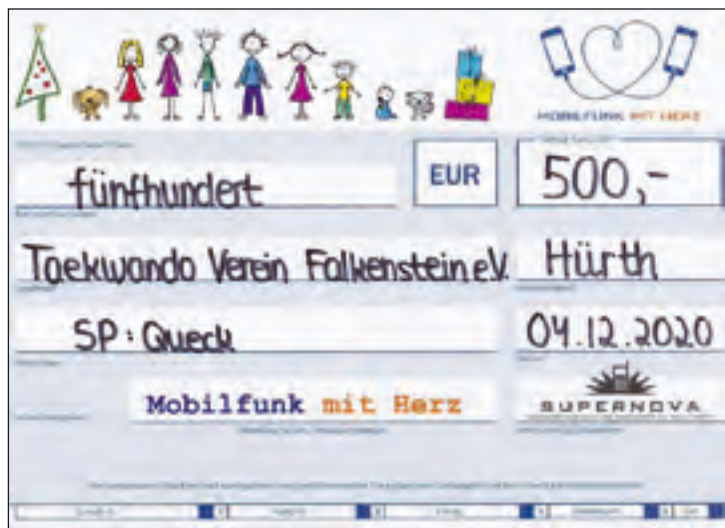 MOBILFUNK MIT HERZ
fünfhundert EUR 500,-
Taekwando Verein Falkenstein e.V. Hürth
SP: Queck 04.12.2020
Mobilfunk mit Herz SUPERNOVA